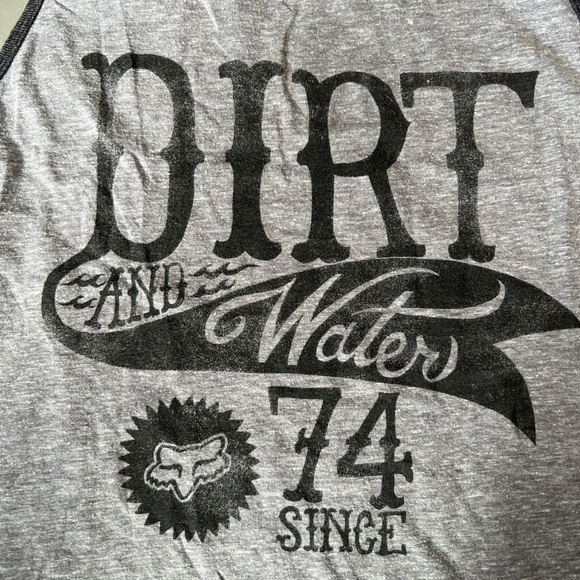 DIRT
AND Water
74
SINCE